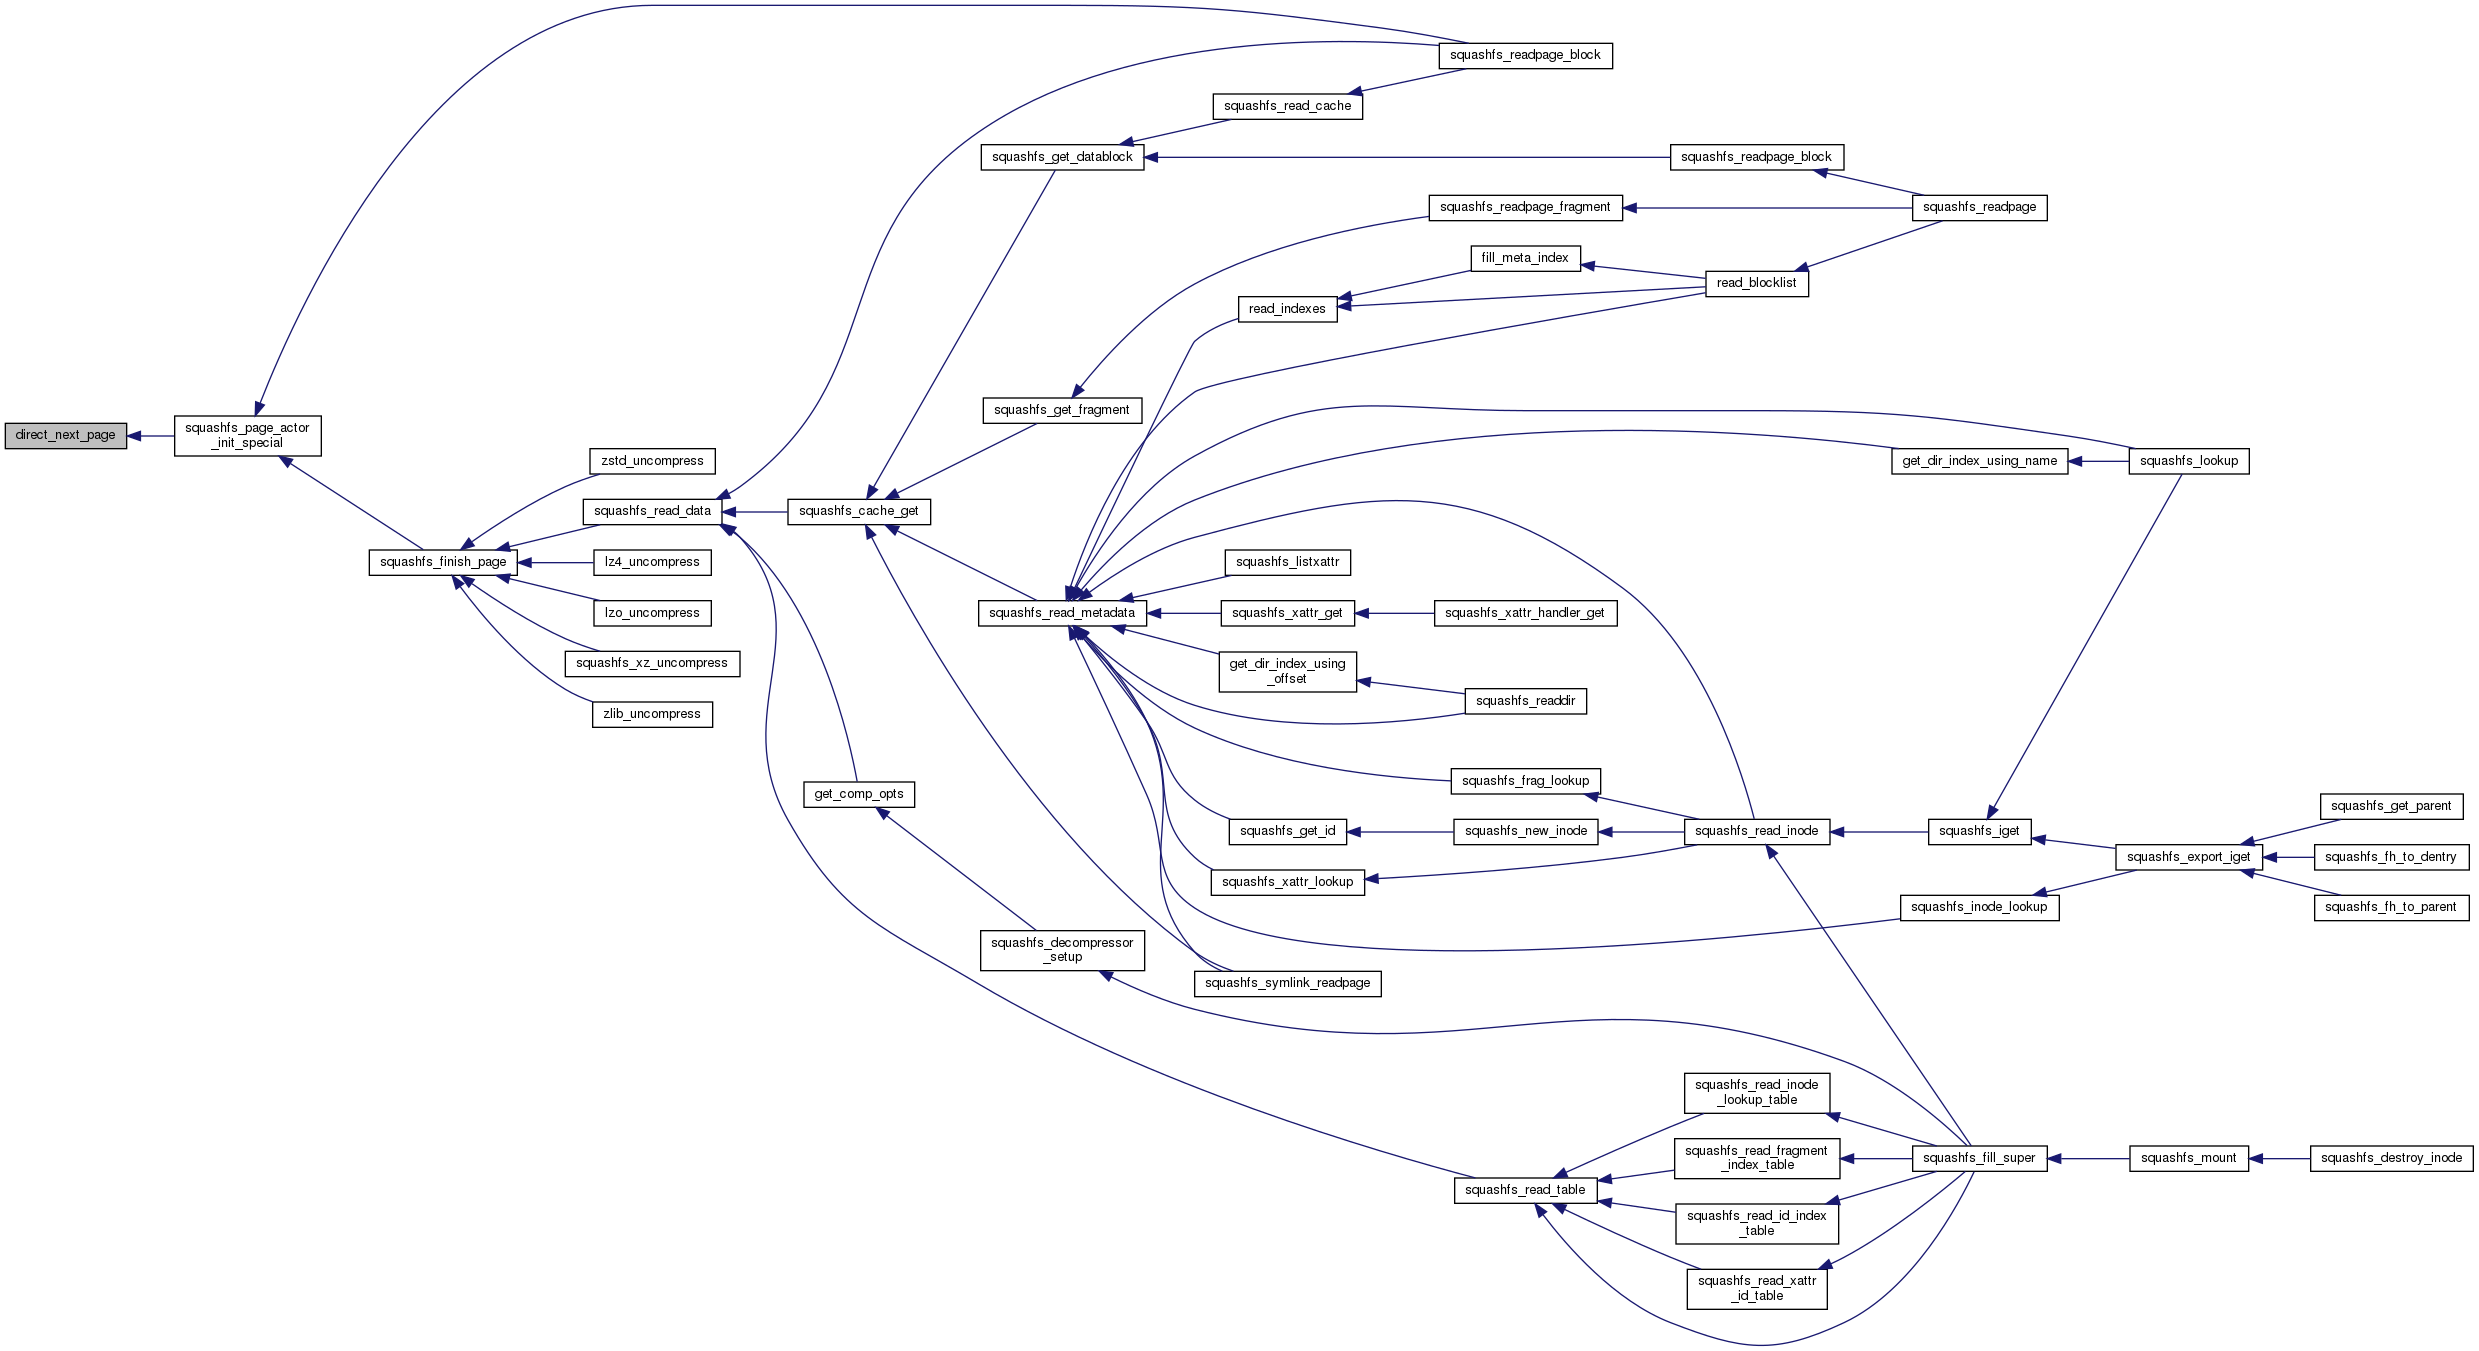 squashfs_readpage_block
squashfs_read_cache
squashfs_get_datablock
squashfs_readpage_block
squashfs_readpage_fragment
squashfs_readpage
fill_meta_index
read_blocklist
read_indexes
squashfs_get_fragment
direct_next_page
squashfs_page_actor
_init_special
zstd_uncompress
get_dir_index_using_name
squashfs_lookup
squashfs_read_data
squashfs_cache_get
squashfs_finish_page
lz4_uncompress
squashfs_listxattr
lzo_uncompress
squashfs_read_metadata
squashfs_xattr_get
squashfs_xattr_handler_get
squashfs_xz_uncompress
get_dir_index_using
_offset
squashfs_readdir
zlib_uncompress
squashfs_frag_lookup
get_comp_opts
squashfs_get_parent
squashfs_get_id
squashfs_new_inode
squashfs_read_inode
squashfs_iget
squashfs_export_iget
squashfs_fh_to_dentry
squashfs_xattr_lookup
squashfs_inode_lookup
squashfs_fh_to_parent
squashfs_decompressor
_setup
squashfs_symlink_readpage
squashfs_read_inode
_lookup_table
squashfs_read_fragment
_index_table
squashfs_fill_super
squashfs_mount
squashfs_destroy_inode
squashfs_read_table
squashfs_read_id_index
_table
squashfs_read_xattr
_id_table